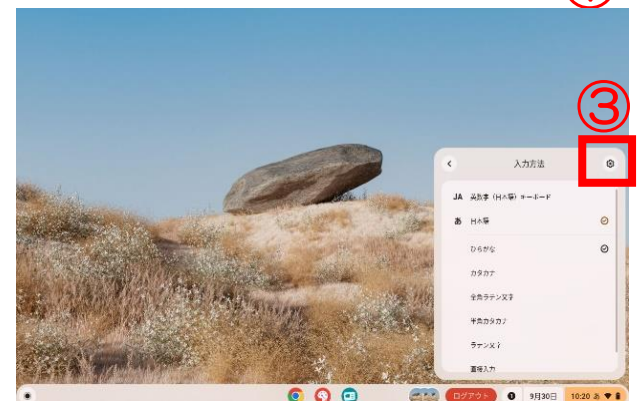 ③
入力方法
JA 英数字（日本語）キーボード
あ 日本語
ひらがな
カタカナ
全角ラテン文字
半角カタカナ
ラテン文字
直接入力
ログアウト
9月30日
10:20 あ